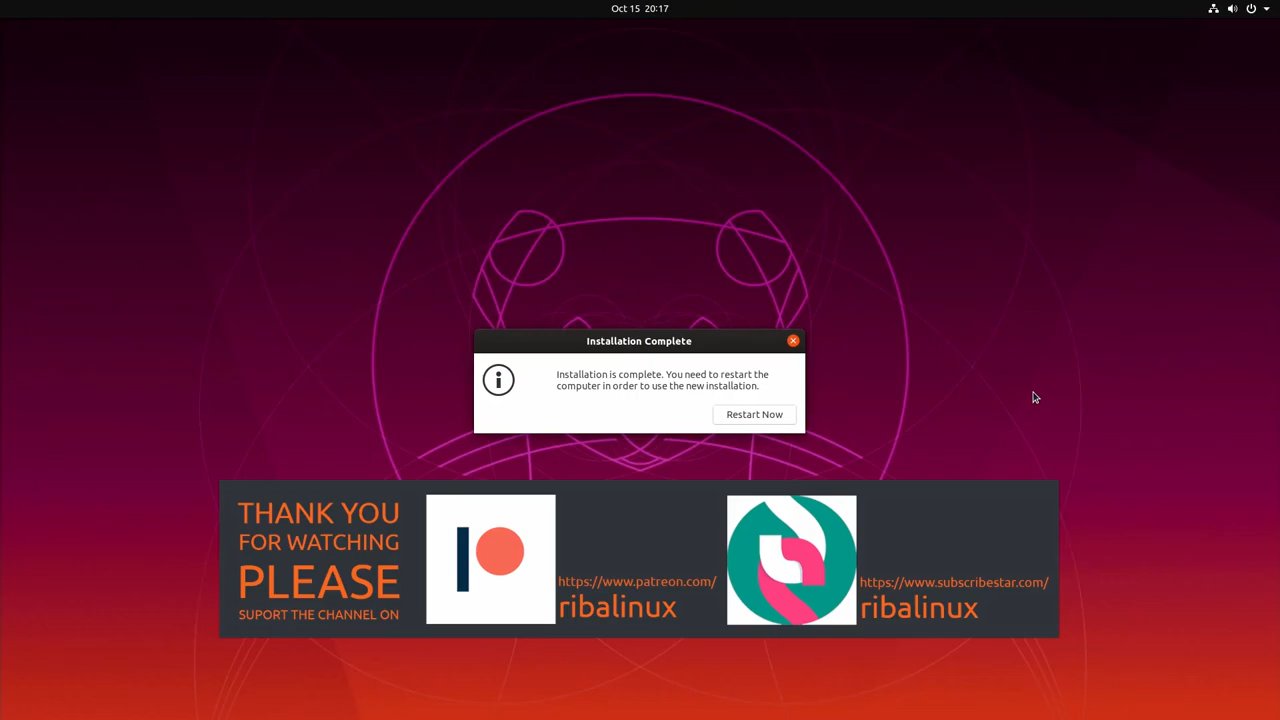 Oct 15 20:17
Installation Complete
Installation is complete. You need to restart the
computer in order to use the new installation.
Restart Now
THANK YOU
FOR WATCHING
PLEASE
SUPORT THE CHANNEL ON
https://www.patreon.com/
ribalinux
https://www.subscribestar.com/
ribalinux